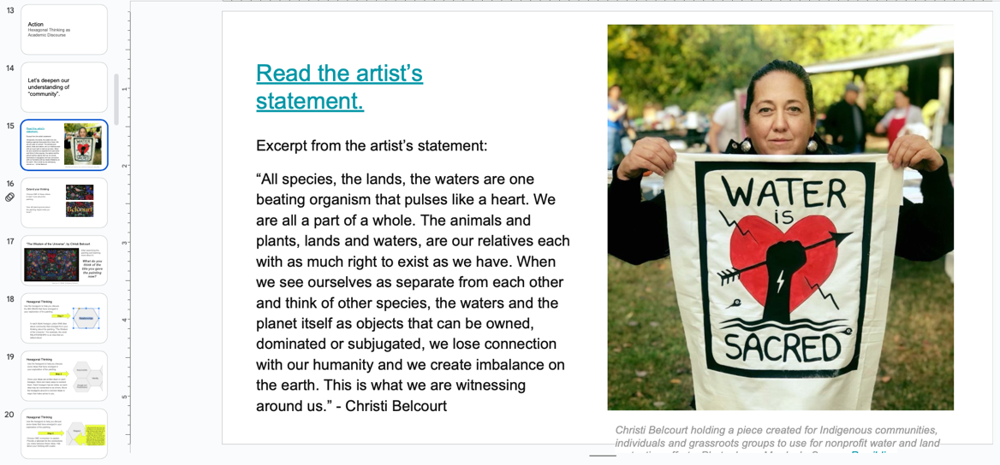 13
Action
Hexagonal Thinking as
Academic Discourse
14
Let's deepen our
understanding of
"community".
15
16
Extend your thinking
17
"The Wisdom of the Universe", by Christi Belcourt
What do you
think of the
title you gave
the painting
now?
18
Hexagonal Thinking
19
Hexagonal Thinking
20
Hexagonal Thinking
1
2
3
4
5
Read the artist's
statement.
Excerpt from the artist's statement:
“All species, the lands, the waters are one
beating organism that pulses like a heart. We
are all a part of a whole. The animals and
plants, lands and waters, are our relatives each
with as much right to exist as we have. When
we see ourselves as separate from each other
and think of other species, the waters and the
planet itself as objects that can be owned,
dominated or subjugated, we lose connection
with our humanity and we create imbalance on
the earth. This is what we are witnessing
around us.” - Christi Belcourt
WATER
iS
SACRED
Christi Belcourt holding a piece created for Indigenous communities,
individuals and grassroots groups to use for nonprofit water and land